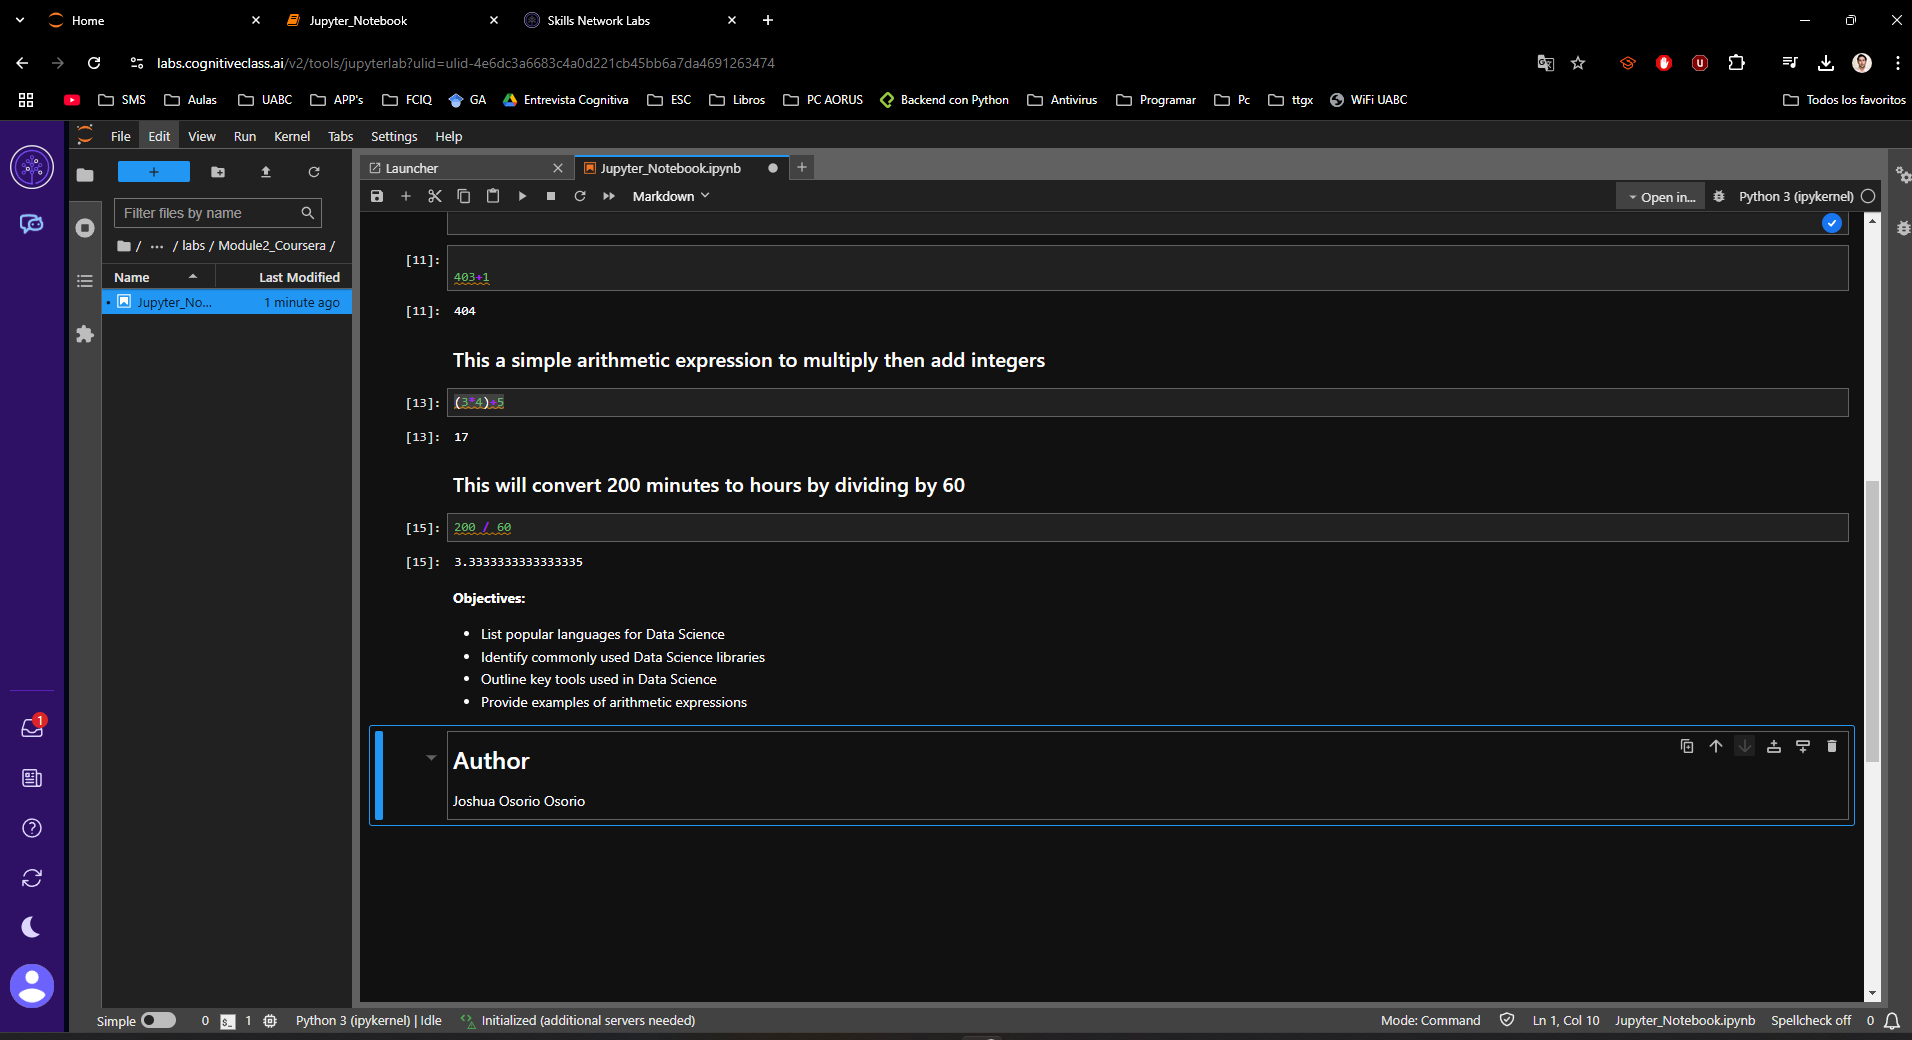 Home
Jupyter_Notebook
Skills Network Labs
labs.cognitiveclass.ai/v2/tools/jupyterlab?ulid=ulid-4e6dc3a6683c4a0d221cb45bb6a7da4691263474
SMS
Aulas
UABC
APP's
FCIQ
GA
Entrevista Cognitiva
ESC
Libros
PC AORUS
Backend con Python
Antivirus
Programar
Pc
ttgx
WiFi UABC
Todos los favoritos
File Edit View Run Kernel Tabs Settings Help
Launcher
Jupyter_Notebook.ipynb
Markdown
Open in...
Python 3 (ipykernel)
Filter files by name
/ ··· / labs / Module2_Coursera /
Name Last Modified
Jupyter_No... 1 minute ago
[11]:
403+1
[11]: 404
This a simple arithmetic expression to multiply then add integers
[13]: (3*4)+5
[13]: 17
This will convert 200 minutes to hours by dividing by 60
[15]: 200 / 60
[15]: 3.3333333333333335
Objectives:
• List popular languages for Data Science
• Identify commonly used Data Science libraries
• Outline key tools used in Data Science
• Provide examples of arithmetic expressions
Author
Joshua Osorio Osorio
1
Simple 0 $_ 1 Python 3 (ipykernel) | Idle Initialized (additional servers needed)
Mode: Command Ln 1, Col 10 Jupyter_Notebook.ipynb Spellcheck off 0